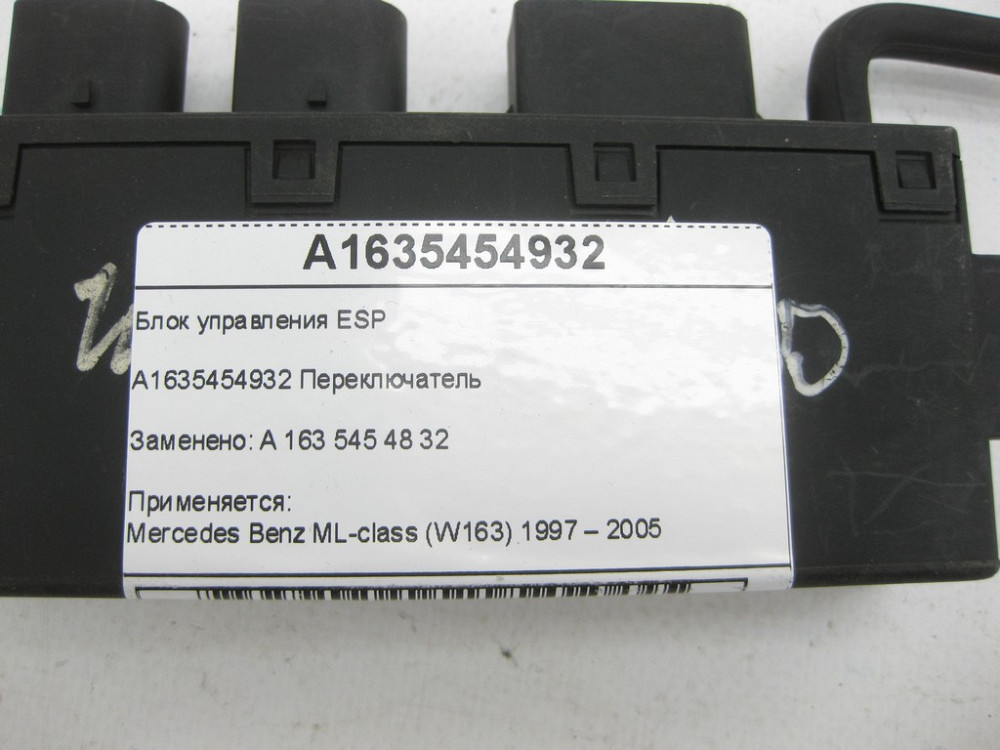 A1635454932
Блок управления ESP
A1635454932 Переключатель
Заменено: A 163 545 48 32
Применяется:
Mercedes Benz ML-class (W163) 1997 – 2005